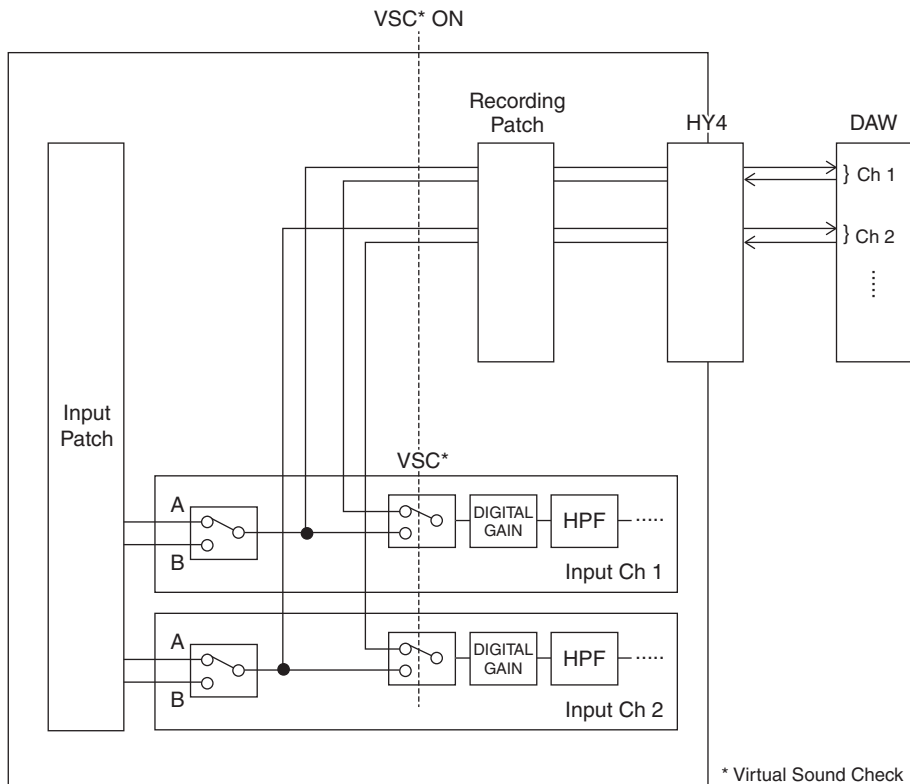 VSC* ON
Recording
Patch
HY4
DAW
} Ch 1
} Ch 2
Input
Patch
VSC*
A
B
DIGITAL
GAIN
HPF
Input Ch 1
A
B
DIGITAL
GAIN
HPF
Input Ch 2
* Virtual Sound Check